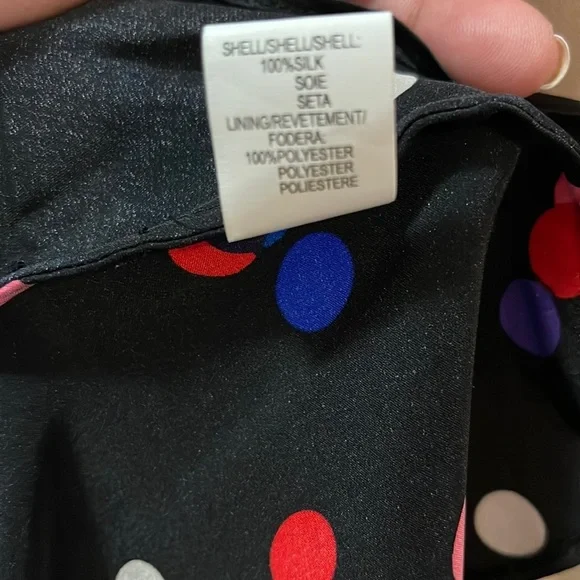 SHELL/SHELL/SHELL:
100%SILK
SOIE
SETA
LINING/REVETEMENT/
FODERA:
100%POLYESTER
POLYESTER
POLIESTERE